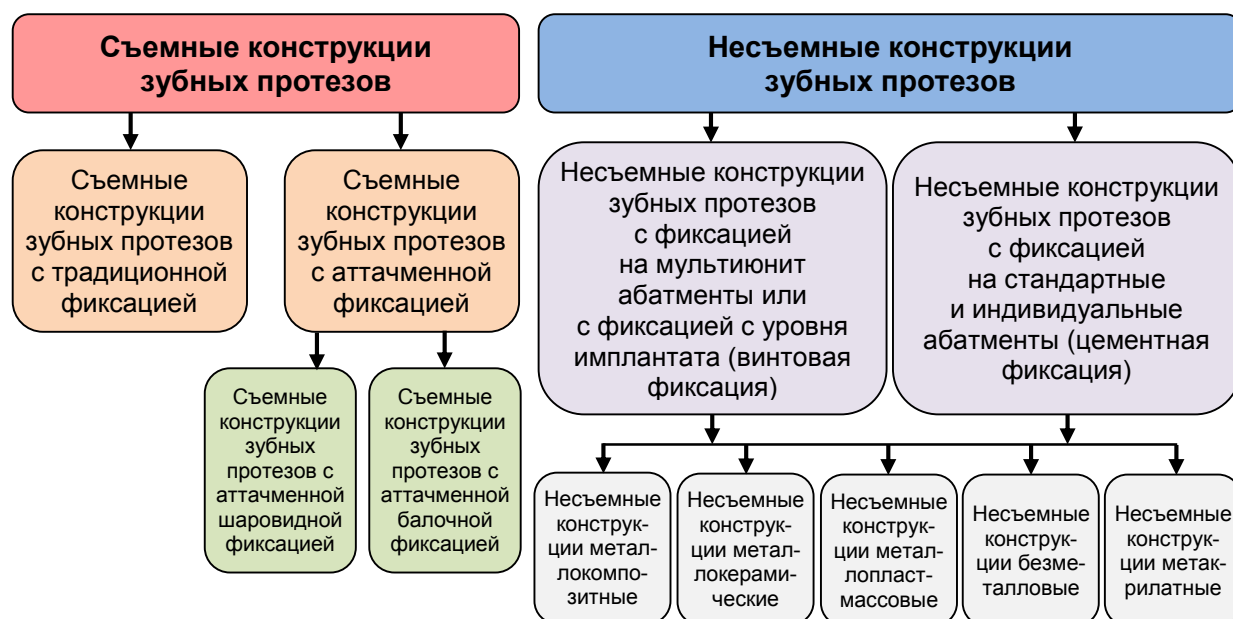 Съемные конструкции
зубных протезов
Несъемные конструкции
зубных протезов
Съемные
конструкции
зубных протезов
с традиционной
фиксацией
Съемные
конструкции
зубных протезов
с аттачменной
фиксацией
Несъемные конструкции
зубных протезов
с фиксацией
на мультиюнит
абатменты или
с фиксацией с уровня
имплантата (винтовая
фиксация)
Несъемные конструкции
зубных протезов
с фиксацией
на стандартные
и индивидуальные
абатменты (цементная
фиксация)
Съемные
конструкции
зубных
протезов с
аттачменной
шаровидной
фиксацией
Съемные
конструкции
зубных
протезов с
аттачменной
балочной
фиксацией
Несъемные
конструк-
ции метал-
локомпо-
зитные
Несъемные
конструк-
ции метал-
локерами-
ческие
Несъемные
конструк-
ции метал-
лопласт-
массовые
Несъемные
конструк-
ции безме-
талловые
Несъемные
конструк-
ции метак-
рилатные